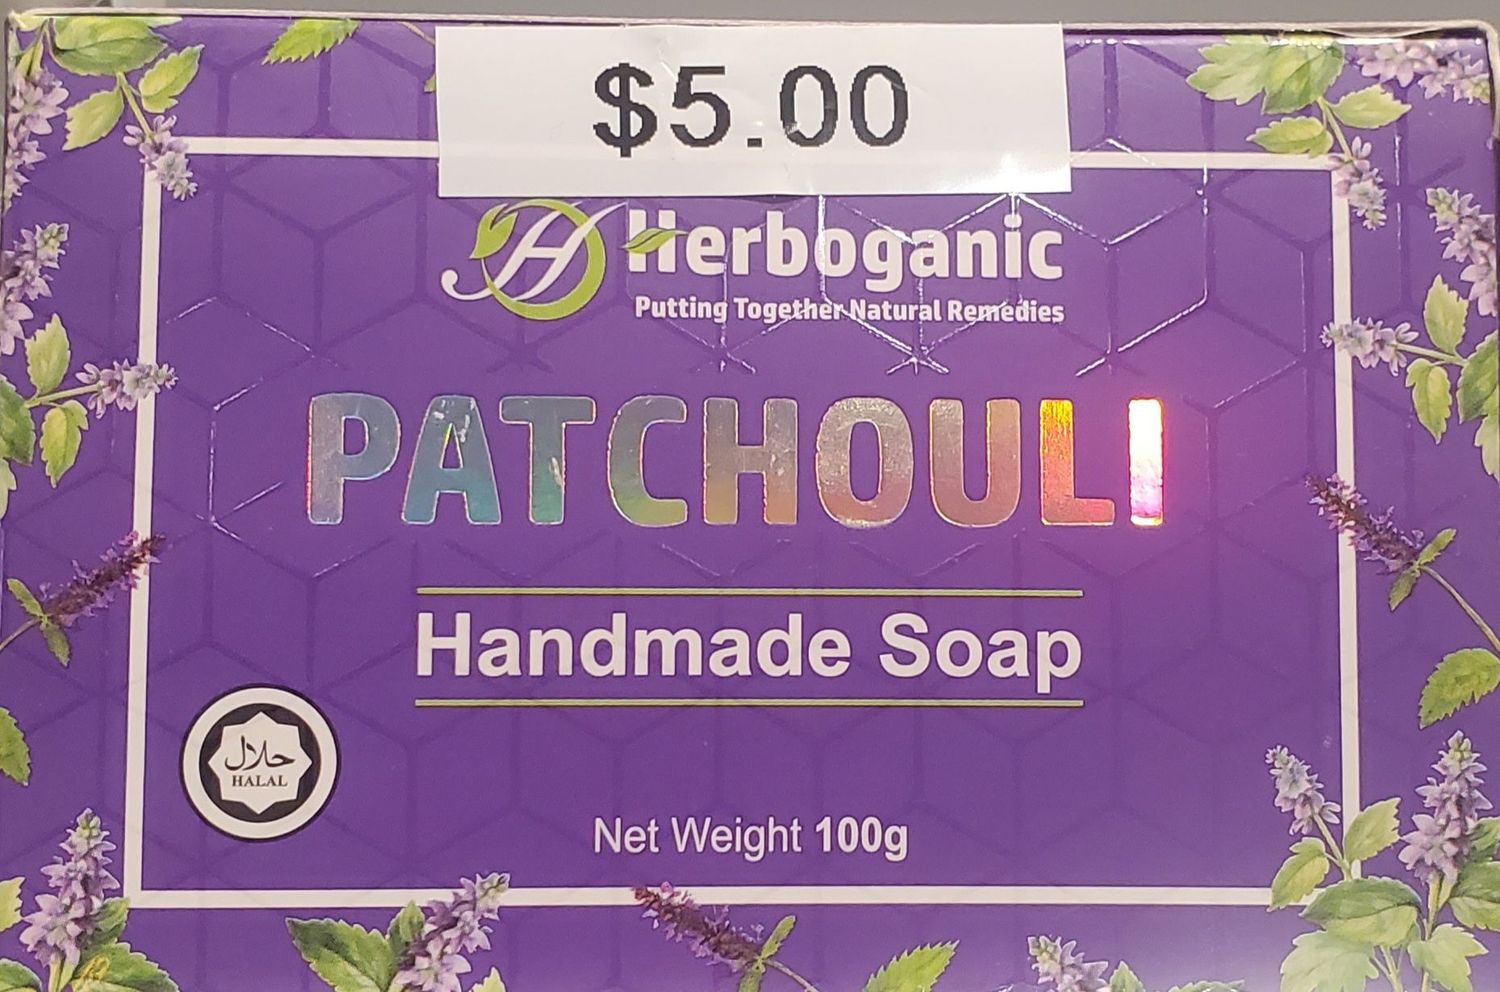 $5.00
Herboganic
Putting Together Natural Remedies
PATCHOULI
Handmade Soap
حلال
HALAL
Net Weight 100g